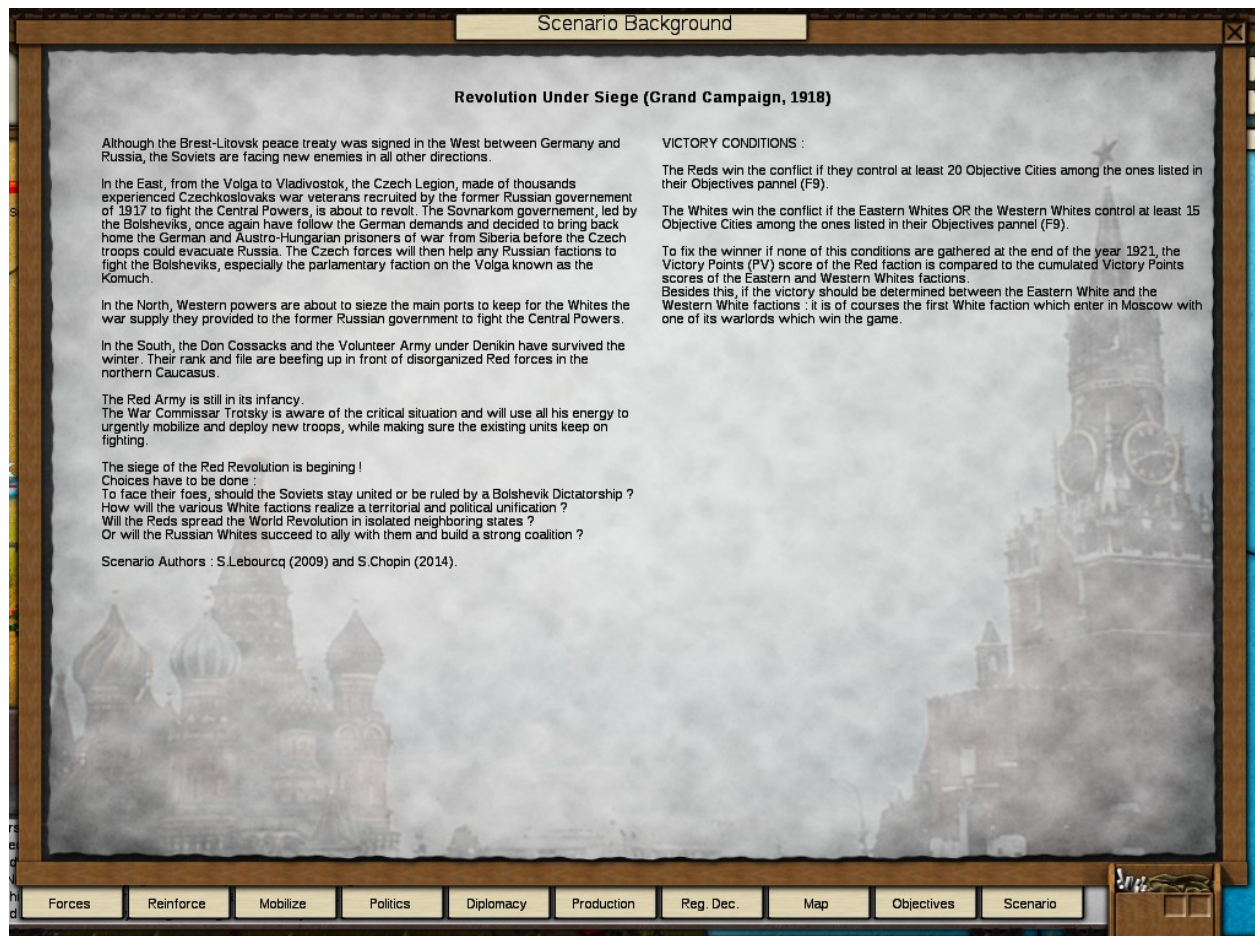 Scenario Background
Revolution Under Siege (Grand Campaign, 1918)
Although the Brest-Litovsk peace treaty was signed in the West between Germany and
Russia, the Soviets are facing new enemies in all other directions.
In the East, from the Volga to Vladivostok, the Czech Legion, made of thousands
experienced Czechkoslovaks war veterans recruited by the former Russian governement
of 1917 to fight the Central Powers, is about to revolt. The Sovnarkom governement, led by
the Bolsheviks, once again have follow the German demands and decided to bring back
home the German and Austro-Hungarian prisoners of war from Siberia before the Czech
troops could evacuate Russia. The Czech forces will then help any Russian factions to
fight the Bolsheviks, especially the parlamentary faction on the Volga known as the
Komuch.
In the North, Western powers are about to sieze the main ports to keep for the Whites the
war supply they provided to the former Russian government to fight the Central Powers.
In the South, the Don Cossacks and the Volunteer Army under Denikin have survived the
winter. Their rank and file are beefing up in front of disorganized Red forces in the
northern Caucasus.
The Red Army is still in its infancy.
The War Commissar Trotsky is aware of the critical situation and will use all his energy to
urgently mobilize and deploy new troops, while making sure the existing units keep on
fighting.
The siege of the Red Revolution is begining !
Choices have to be done :
To face their foes, should the Soviets stay united or be ruled by a Bolshevik Dictatorship ?
How will the various White factions realize a territorial and political unification ?
Will the Reds spread the World Revolution in isolated neighboring states ?
Or will the Russian Whites succeed to ally with them and build a strong coalition ?
Scenario Authors : S.Lebourcq (2009) and S.Chopin (2014).
VICTORY CONDITIONS :
The Reds win the conflict if they control at least 20 Objective Cities among the ones listed in
their Objectives pannel (F9).
The Whites win the conflict if the Eastern Whites OR the Western Whites control at least 15
Objective Cities among the ones listed in their Objectives pannel (F9).
To fix the winner if none of this conditions are gathered at the end of the year 1921, the
Victory Points (PV) score of the Red faction is compared to the cumulated Victory Points
scores of the Eastern and Western Whites factions.
Besides this, if the victory should be determined between the Eastern White and the
Western White factions : it is of courses the first White faction which enter in Moscow with
one of its warlords which win the game.
Forces
Reinforce
Mobilize
Politics
Diplomacy
Production
Reg. Dec.
Map
Objectives
Scenario